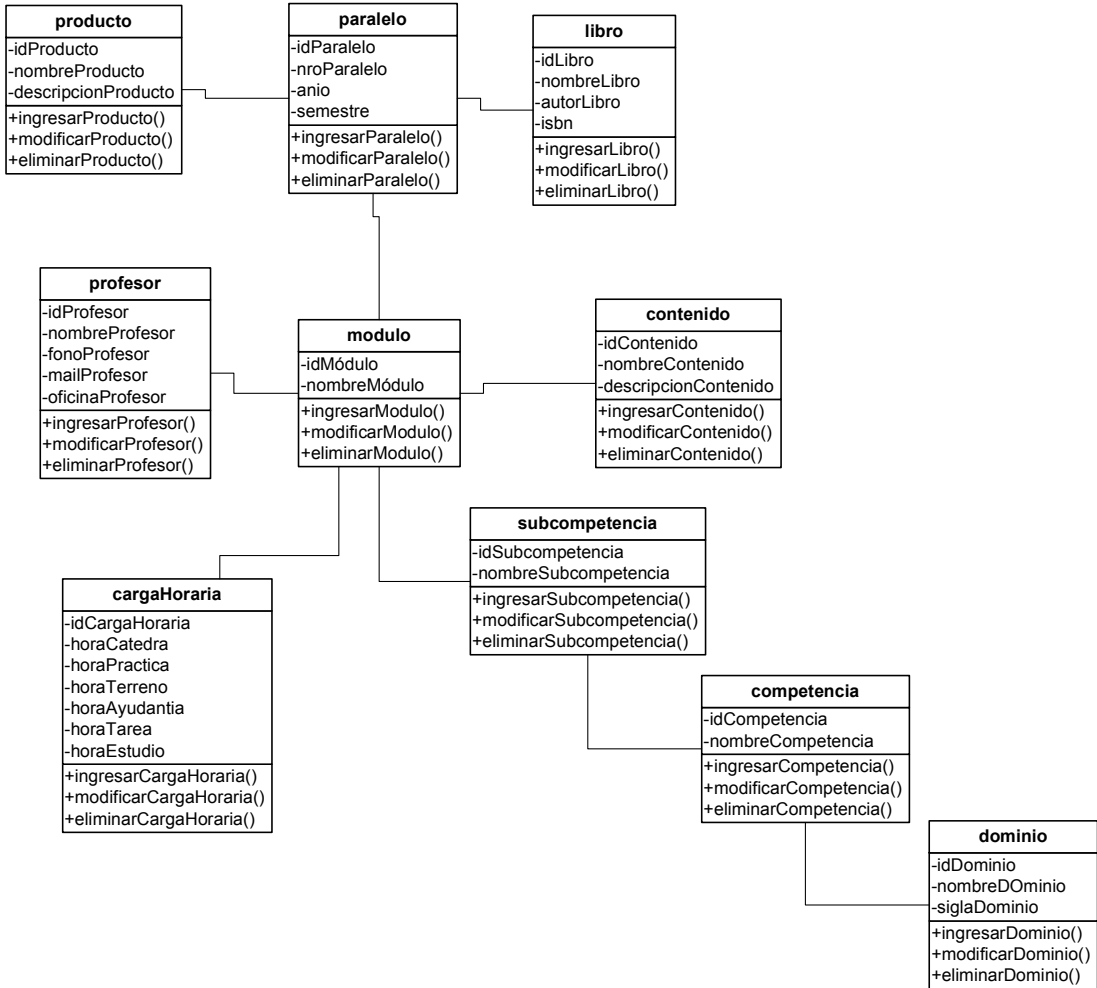 producto
-idProducto
-nombreProducto
-descripcionProducto
+ingresarProducto()
+modificarProducto()
+eliminarProducto()
paralelo
-idParalelo
-nroParalelo
-anio
-semestre
+ingresarParalelo()
+modificarParalelo()
+eliminarParalelo()
libro
-idLibro
-nombreLibro
-autorLibro
-isbn
+ingresarLibro()
+modificarLibro()
+eliminarLibro()
profesor
-idProfesor
-nombreProfesor
-fonoProfesor
-mailProfesor
-oficinaProfesor
+ingresarProfesor()
+modificarProfesor()
+eliminarProfesor()
modulo
-idMódulo
-nombreMódulo
+ingresarModulo()
+modificarModulo()
+eliminarModulo()
contenido
-idContenido
-nombreContenido
-descripcionContenido
+ingresarContenido()
+modificarContenido()
+eliminarContenido()
subcompetencia
-idSubcompetencia
-nombreSubcompetencia
+ingresarSubcompetencia()
+modificarSubcompetencia()
+eliminarSubcompetencia()
cargaHoraria
-idCargaHoraria
-horaCatedra
-horaPractica
-horaTerreno
-horaAyudantia
-horaTarea
-horaEstudio
+ingresarCargaHoraria()
+modificarCargaHoraria()
+eliminarCargaHoraria()
competencia
-idCompetencia
-nombreCompetencia
+ingresarCompetencia()
+modificarCompetencia()
+eliminarCompetencia()
dominio
-idDominio
-nombreDOminio
-siglaDominio
+ingresarDominio()
+modificarDominio()
+eliminarDominio()